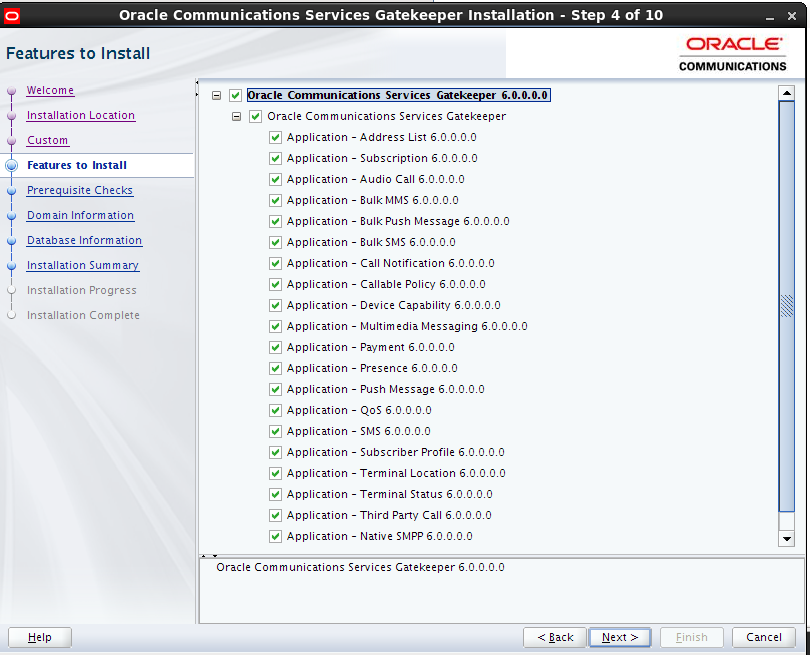 Oracle Communications Services Gatekeeper Installation - Step 4 of 10
Features to Install
ORACLE
COMMUNICATIONS
Welcome
Installation Location
Custom
Features to Install
Prerequisite Checks
Domain Information
Database Information
Installation Summary
Installation Progress
Installation Complete
Oracle Communications Services Gatekeeper 6.0.0.0.0
Oracle Communications Services Gatekeeper
Application - Address List 6.0.0.0.0
Application - Subscription 6.0.0.0.0
Application - Audio Call 6.0.0.0.0
Application - Bulk MMS 6.0.0.0.0
Application - Bulk Push Message 6.0.0.0.0
Application - Bulk SMS 6.0.0.0.0
Application - Call Notification 6.0.0.0.0
Application - Callable Policy 6.0.0.0.0
Application - Device Capability 6.0.0.0.0
Application - Multimedia Messaging 6.0.0.0.0
Application - Payment 6.0.0.0.0
Application - Presence 6.0.0.0.0
Application - Push Message 6.0.0.0.0
Application - QoS 6.0.0.0.0
Application - SMS 6.0.0.0.0
Application - Subscriber Profile 6.0.0.0.0
Application - Terminal Location 6.0.0.0.0
Application - Terminal Status 6.0.0.0.0
Application - Third Party Call 6.0.0.0.0
Application - Native SMPP 6.0.0.0.0
Oracle Communications Services Gatekeeper 6.0.0.0.0
Help
< Back
Next >
Finish
Cancel